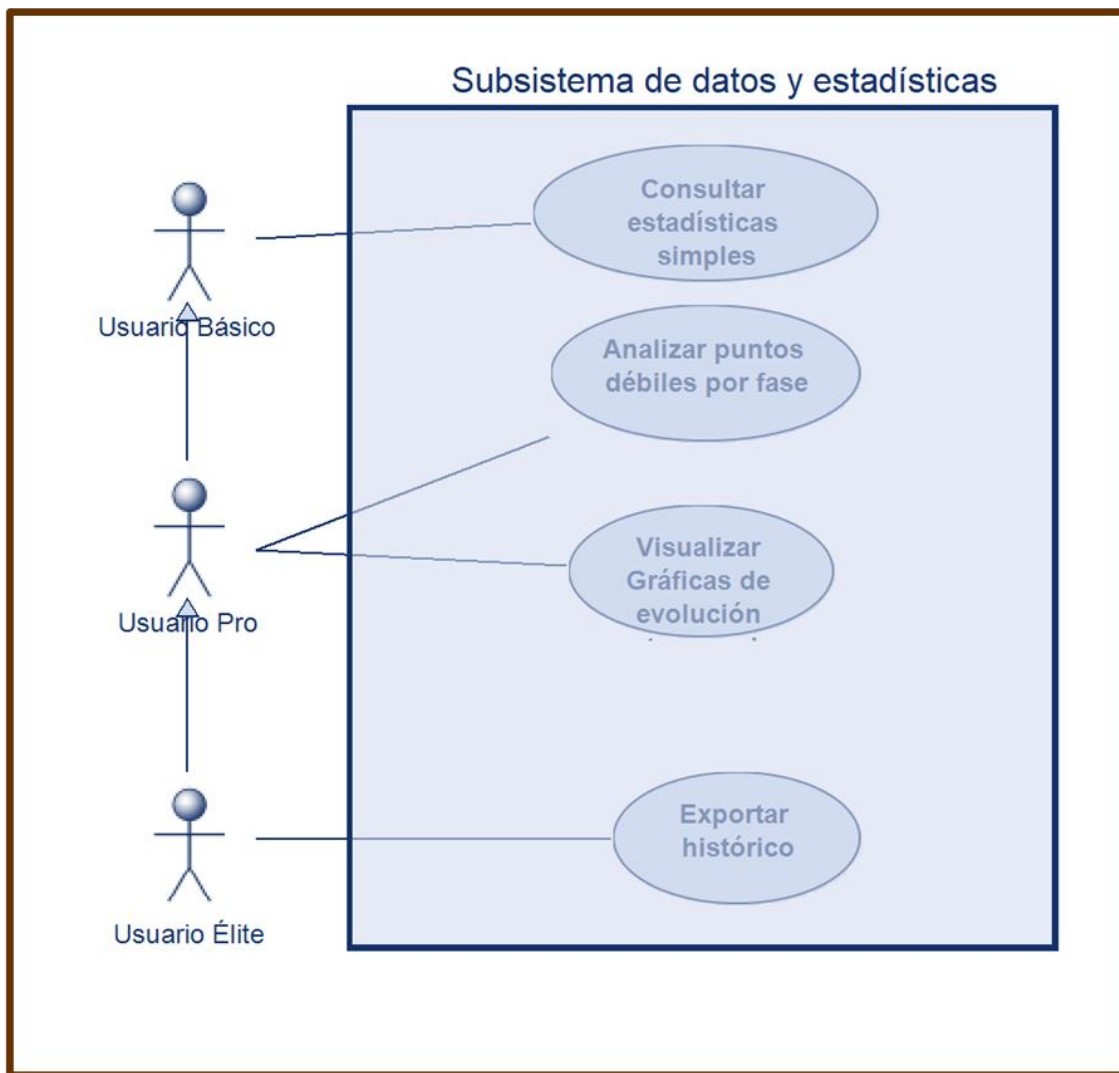 Subsistema de datos y estadísticas
Consultar
estadísticas
simples
Usuario Básico
Analizar puntos
débiles por fase
Visualizar
Gráficas de
evolución
Usuario Pro
Exportar
histórico
Usuario Élite